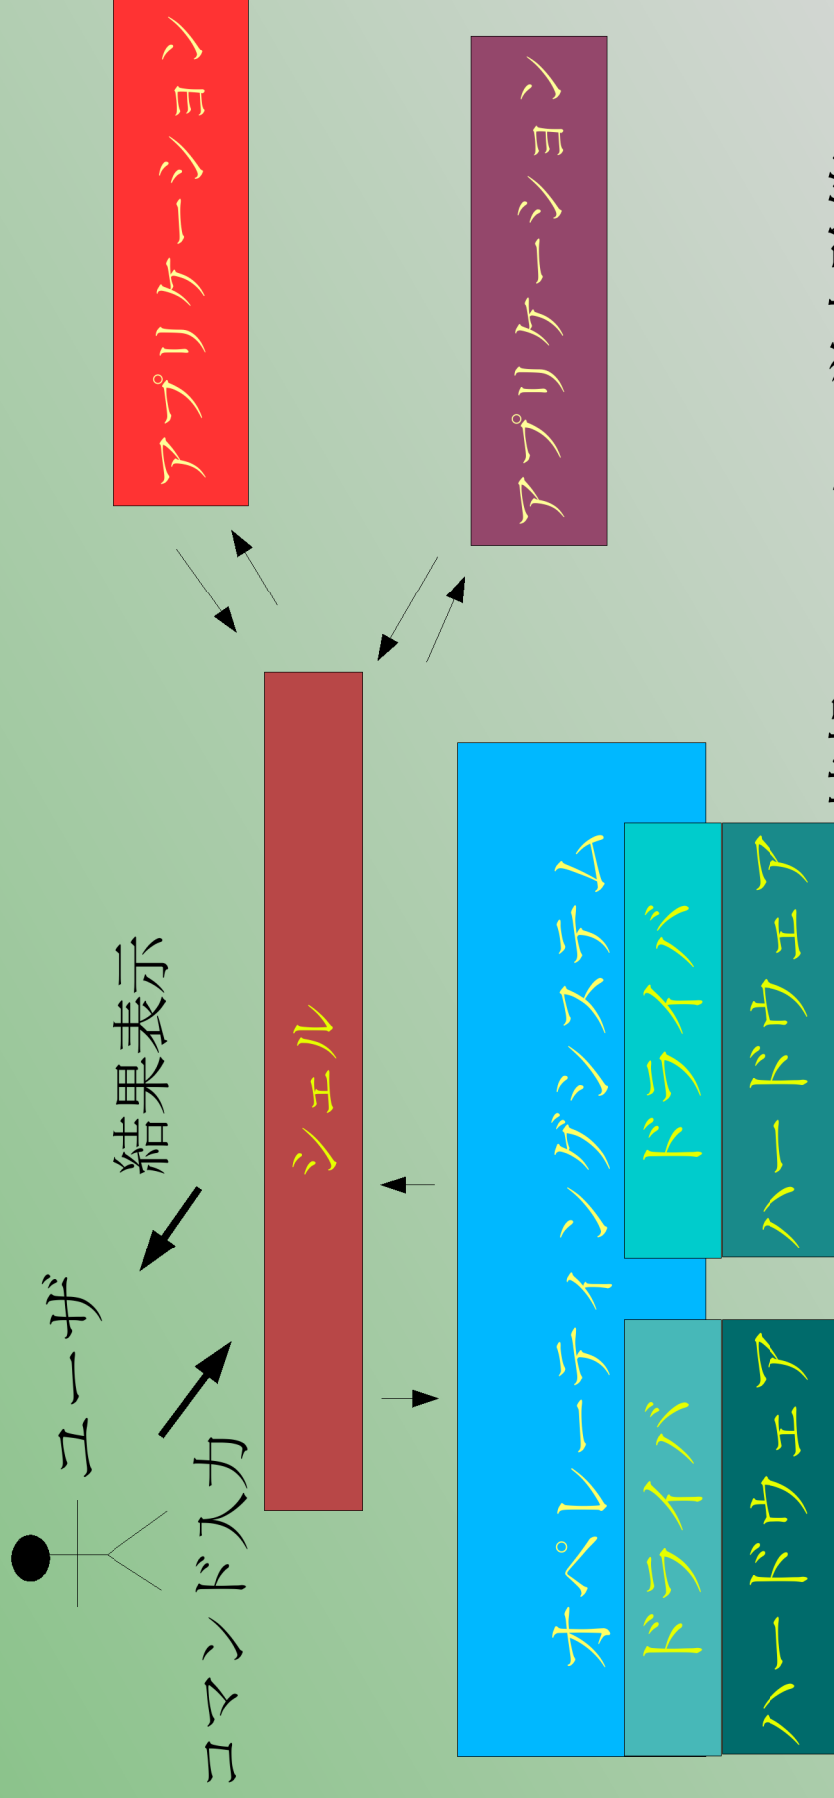 ユーザ
結果表示
コマンド入力
アプリケーション
シェル
アプリケーション
オペレーティングシステム
ドライバ
ドライバ
ハードウェア
ハードウェア